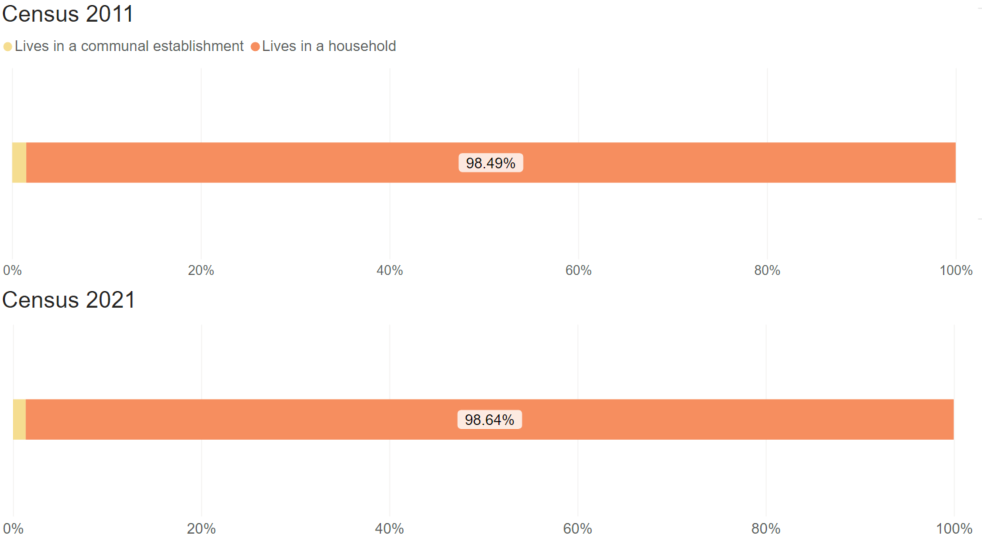 Census 2011
Lives in a communal establishment Lives in a household
98.49%
0% 20% 40% 60% 80% 100%
Census 2021
98.64%
0% 20% 40% 60% 80% 100%